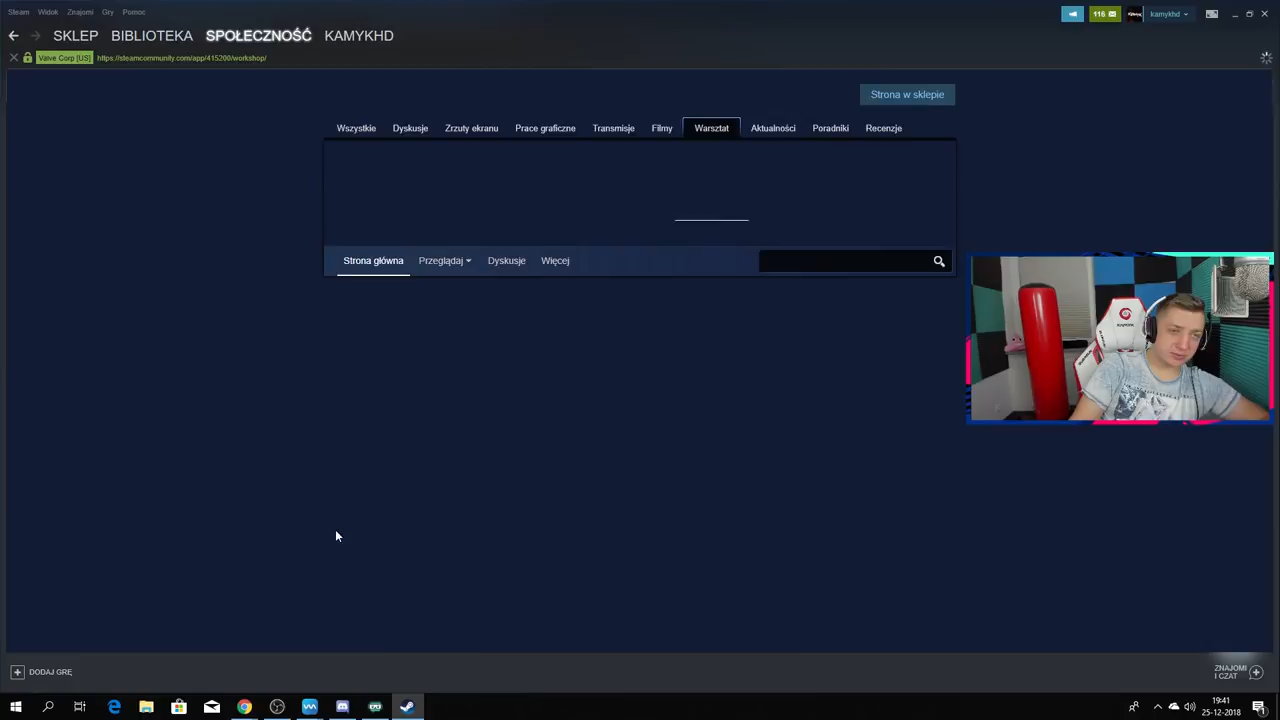 Steam Widok Znajomi Gry Pomoc
116 kamykhd
SKLEP BIBLIOTEKA SPOŁECZNOŚĆ KAMYKHD
Valve Corp [US] https://steamcommunity.com/app/415200/workshop/
Strona w sklepie
Wszystkie Dyskusje Zrzuty ekranu Prace graficzne Transmisje Filmy Warsztat Aktualności Poradniki Recenzje
Strona główna Przeglądaj Dyskusje Więcej
DODAJ GRĘ
ZNAJOMI
I CZAT
19:41
25-12-2018